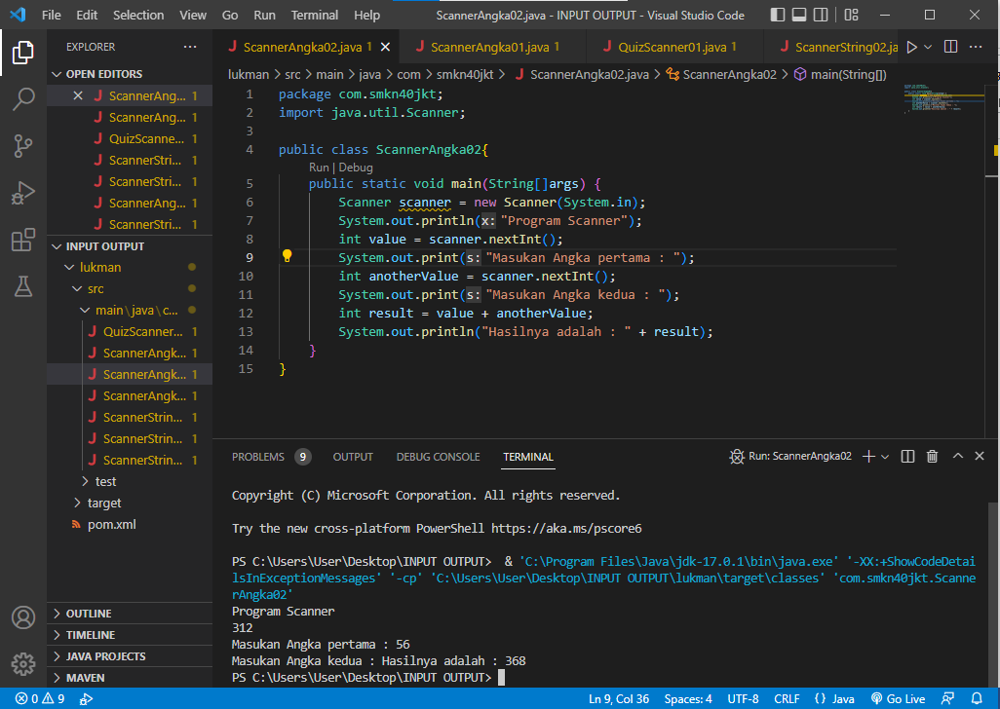 File Edit Selection View Go Run Terminal Help ScannerAngka02.java - INPUT OUTPUT - Visual Studio Code
EXPLORER ...
J ScannerAngka02.java 1 J ScannerAngka01.java 1 J QuizScanner01.java 1 J ScannerString02.ja
lukman > src > main > java > com > smkn40jkt > J ScannerAngka02.java > ScannerAngka02 > main(String[])
OPEN EDITORS
J ScannerAng... 1
J ScannerAng... 1
J QuizScanne... 1
J ScannerStri... 1
J ScannerStri... 1
J ScannerAng... 1
J ScannerStri... 1
INPUT OUTPUT
lukman
src
main\java\c...
J QuizScanner... 1
J ScannerAngk... 1
J ScannerAngk... 1
J ScannerAngk... 1
J ScannerStrin... 1
J ScannerStrin... 1
J ScannerStrin... 1
test
target
pom.xml
OUTLINE
TIMELINE
JAVA PROJECTS
MAVEN
1 package com.smkn40jkt;
2 import java.util.Scanner;
3
4 public class ScannerAngka02{
Run | Debug
5 public static void main(String[]args) {
6 Scanner scanner = new Scanner(System.in);
7 System.out.println(x: "Program Scanner");
8 int value = scanner.nextInt();
9 System.out.print(s: "Masukan Angka pertama : ");
10 int anotherValue = scanner.nextInt();
11 System.out.print(s: "Masukan Angka kedua : ");
12 int result = value + anotherValue;
13 System.out.println("Hasilnya adalah : " + result);
14 }
15 }
PROBLEMS 9 OUTPUT DEBUG CONSOLE TERMINAL Run: ScannerAngka02
Copyright (C) Microsoft Corporation. All rights reserved.
Try the new cross-platform PowerShell https://aka.ms/pscore6
PS C:\Users\User\Desktop\INPUT OUTPUT> & 'C:\Program Files\Java\jdk-17.0.1\bin\java.exe' '-XX:+ShowCodeDetai
lsInExceptionMessages' '-cp' 'C:\Users\User\Desktop\INPUT OUTPUT\lukman\target\classes' 'com.smkn40jkt.Scanne
rAngka02'
Program Scanner
312
Masukan Angka pertama : 56
Masukan Angka kedua : Hasilnya adalah : 368
PS C:\Users\User\Desktop\INPUT OUTPUT>
0 9 Ln 9, Col 36 Spaces: 4 UTF-8 CRLF {} Java Go Live